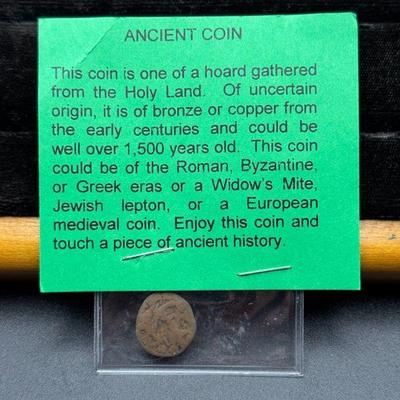 ANCIENT COIN
This coin is one of a hoard gathered
from the Holy Land. Of uncertain
origin, it is of bronze or copper from
the early centuries and could be
well over 1,500 years old. This coin
could be of the Roman, Byzantine,
or Greek eras or a Widow's Mite,
Jewish lepton, or a European
medieval coin. Enjoy this coin and
touch a piece of ancient history.